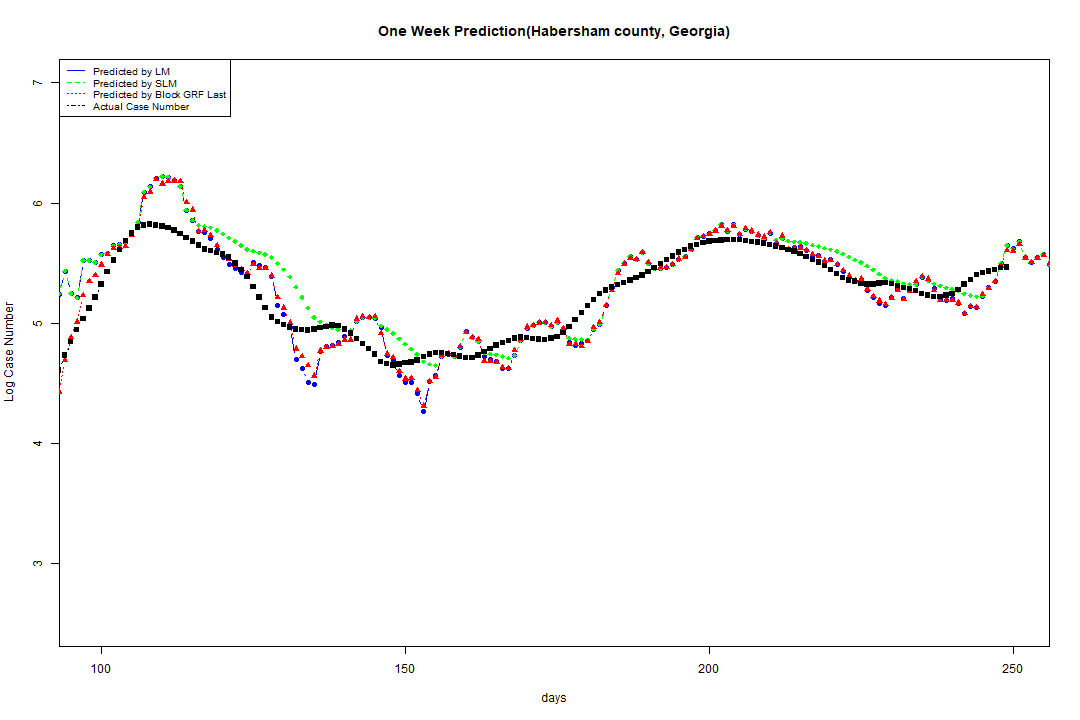 One Week Prediction(Habersham county, Georgia)
Predicted by LM
Predicted by SLM
Predicted by Block GRF Last
Actual Case Number
7
6
5
4
3
Log Case Number
100 150 200 250
days